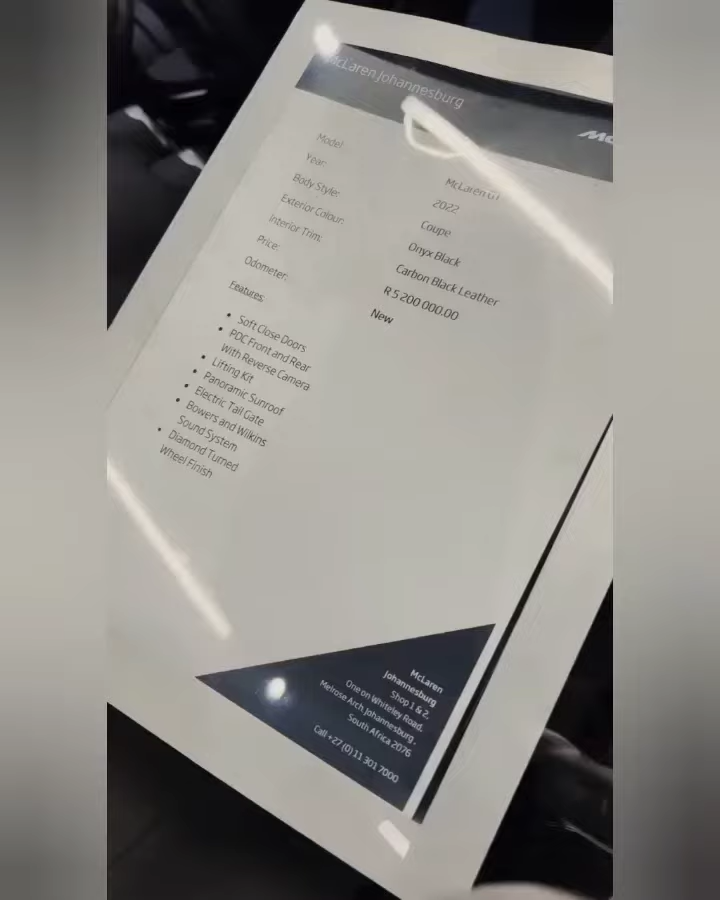 McLaren Johannesburg
Model:
McLaren GT
Year:
2022
Body Style:
Coupe
Exterior Colour:
Onyx Black
Interior Trim:
Carbon Black Leather
Price:
R 5 200 000.00
Odometer:
New
Features:
• Soft Close Doors
• PDC Front and Rear
With Reverse Camera
• Lifting Kit
• Panoramic Sunroof
• Electric Tail Gate
• Bowers and Wilkins
Sound System
• Diamond Turned
Wheel Finish
McLaren
Johannesburg
Shop 1 & 2,
One on Whiteley Road,
Melrose Arch, Johannesburg,
South Africa 2076
Call +27 (0) 11 301 7000